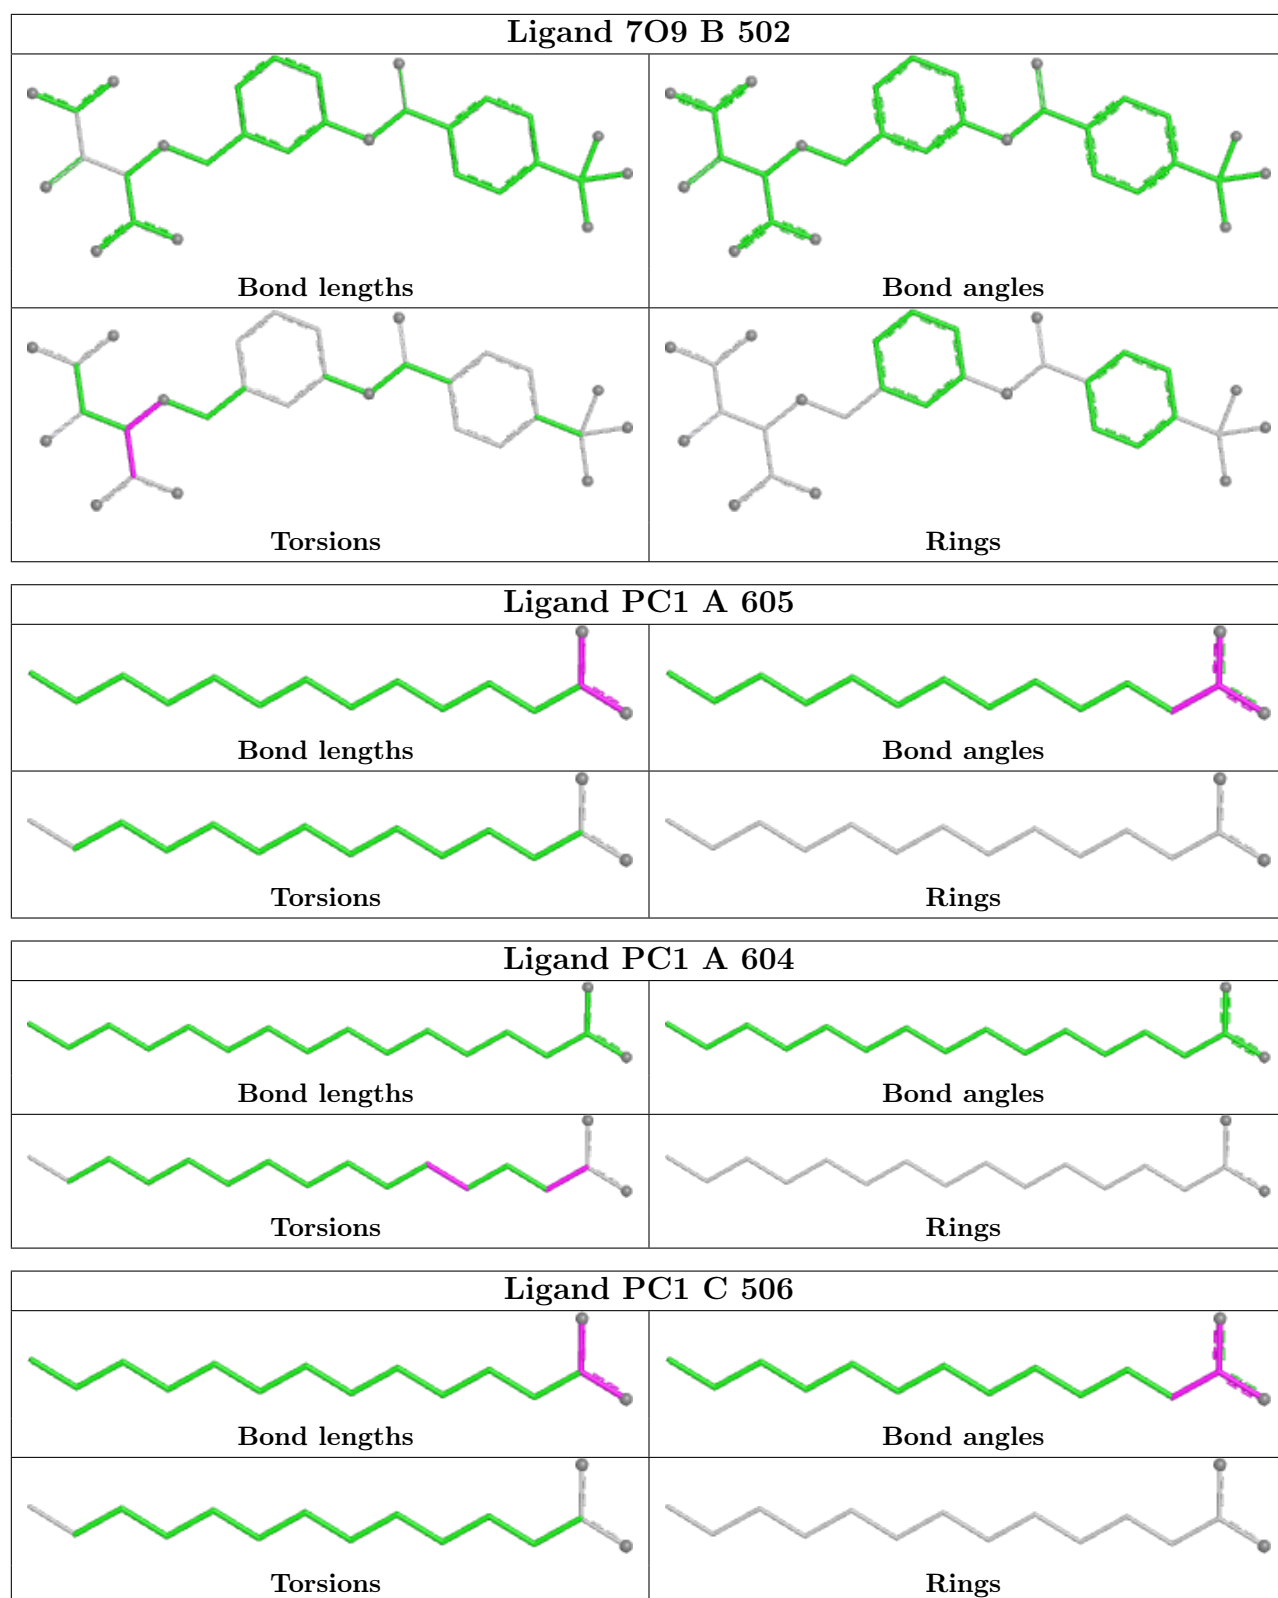 Ligand 7O9 B 502
Bond lengths
Bond angles
Torsions
Rings
Ligand PC1 A 605
Bond lengths
Bond angles
Torsions
Rings
Ligand PC1 A 604
Bond lengths
Bond angles
Torsions
Rings
Ligand PC1 C 506
Bond lengths
Bond angles
Torsions
Rings